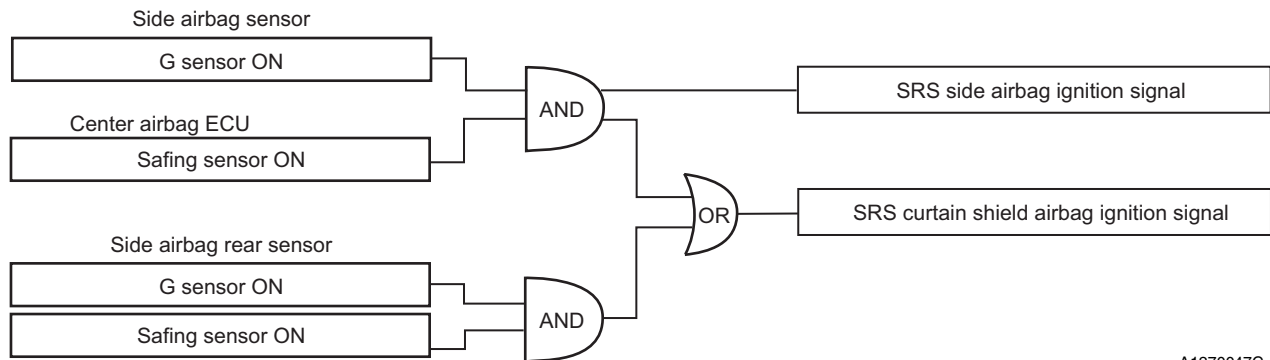 Side airbag sensor
G sensor ON
Center airbag ECU
Safing sensor ON
AND
SRS side airbag ignition signal
OR
SRS curtain shield airbag ignition signal
Side airbag rear sensor
G sensor ON
Safing sensor ON
AND